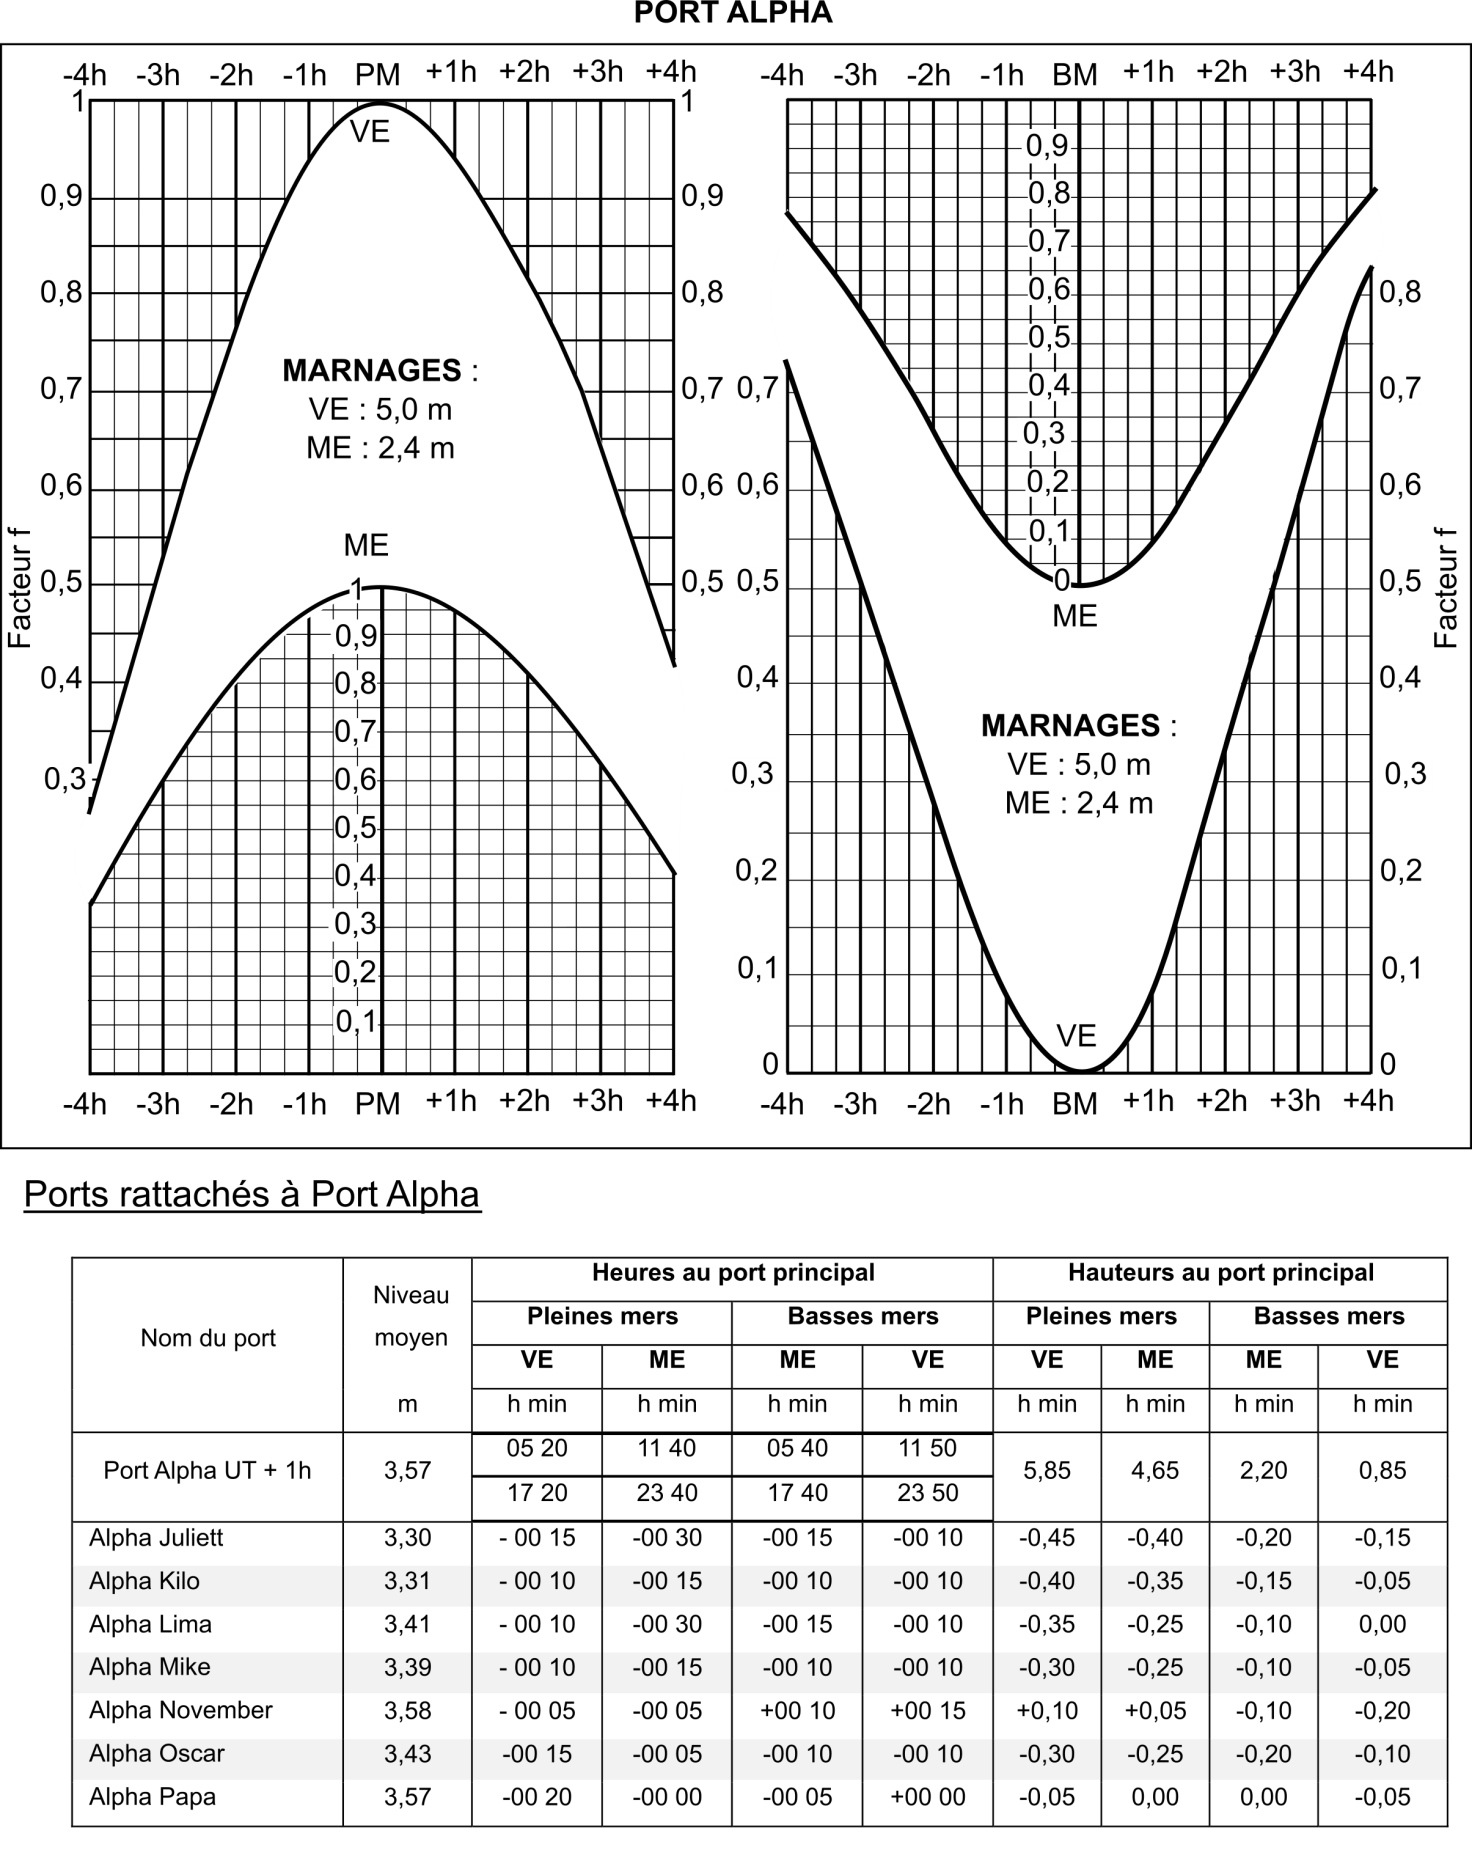 PORT ALPHA
-4h -3h -2h -1h PM +1h +2h +3h +4h
1 1
VE
0,9 0,9
0,8 0,8
MARNAGES :
0,7 0,7
VE : 5,0 m
ME : 2,4 m
0,6 0,6
ME
Facteur f
0,5 0,5
1
0,9
0,4
0,8
0,7
0,3
0,6
0,5
0,4
0,3
0,2
0,1
-4h -3h -2h -1h PM +1h +2h +3h +4h
-4h -3h -2h -1h BM +1h +2h +3h +4h
0,9
0,8
0,7
0,6
0,5
0,4
0,3
0,2
0,1
0
ME
0,8
0,7 0,7
0,6 0,6
0,5 0,5
Facteur f
0,4 0,4
MARNAGES :
VE : 5,0 m
ME : 2,4 m
0,3 0,3
0,2 0,2
0,1 0,1
VE
0 0
-4h -3h -2h -1h BM +1h +2h +3h +4h
Ports rattachés à Port Alpha
Nom du port Niveau moyen m Heures au port principal Hauteurs au port principal
Pleines mers Basses mers Pleines mers Basses mers
VE ME ME VE VE ME ME VE
h min h min h min h min h min h min h min h min
Port Alpha UT + 1h 3,57 05 20 11 40 05 40 11 50 5,85 4,65 2,20 0,85
17 20 23 40 17 40 23 50
Alpha Juliett 3,30 - 00 15 -00 30 -00 15 -00 10 -0,45 -0,40 -0,20 -0,15
Alpha Kilo 3,31 - 00 10 -00 15 -00 10 -00 10 -0,40 -0,35 -0,15 -0,05
Alpha Lima 3,41 - 00 10 -00 30 -00 15 -00 10 -0,35 -0,25 -0,10 0,00
Alpha Mike 3,39 - 00 10 -00 15 -00 10 -00 10 -0,30 -0,25 -0,10 -0,05
Alpha November 3,58 - 00 05 -00 05 +00 10 +00 15 +0,10 +0,05 -0,10 -0,20
Alpha Oscar 3,43 -00 15 -00 05 -00 10 -00 10 -0,30 -0,25 -0,20 -0,10
Alpha Papa 3,57 -00 20 -00 00 -00 05 +00 00 -0,05 0,00 0,00 -0,05